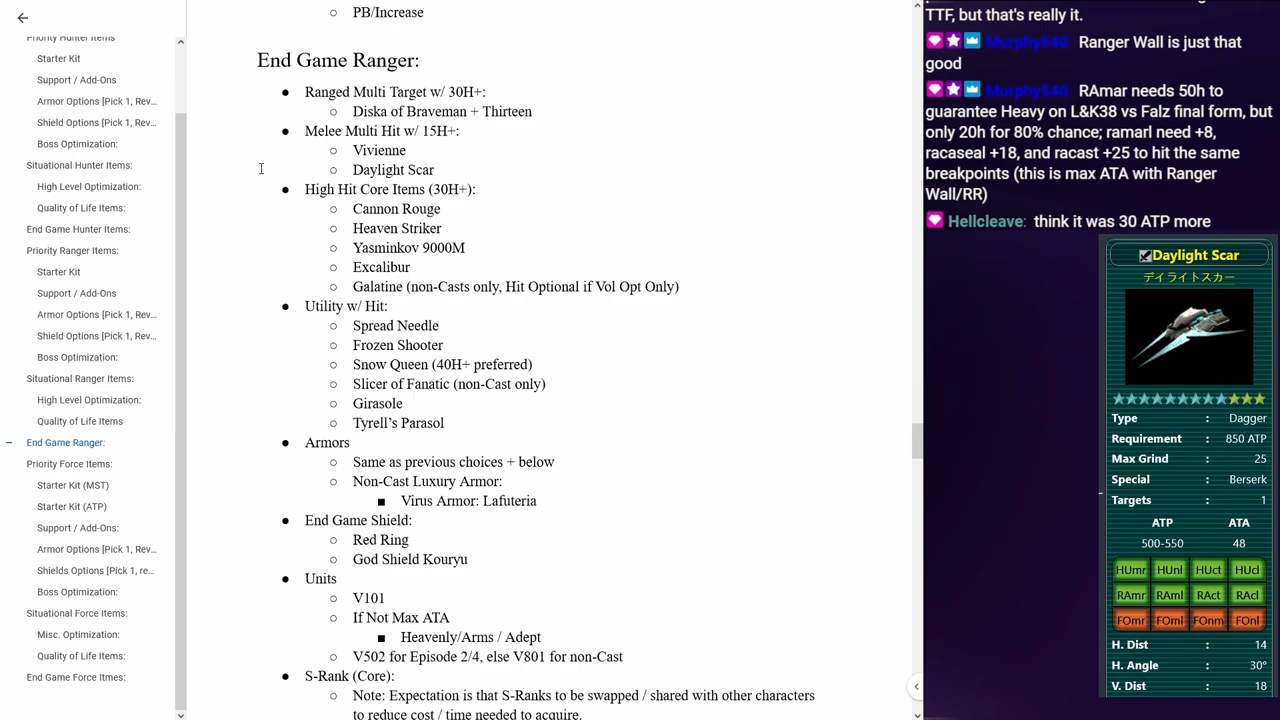 Priority Hunter Items
Starter Kit
Support / Add-Ons
Armor Options [Pick 1, Rev...
Shield Options [Pick 1, Rev...
Boss Optimization:
Situational Hunter Items:
High Level Optimization:
Quality of Life Items:
End Game Hunter Items:
Priority Ranger Items:
Starter Kit
Support / Add-Ons
Armor Options [Pick 1, Rev...
Shield Options [Pick 1, Rev...
Boss Optimization:
Situational Ranger Items:
High Level Optimization:
Quality of Life Items
End Game Ranger:
Priority Force Items:
Starter Kit (MST)
Starter Kit (ATP)
Support / Add-Ons:
Armor Options [Pick 1, Rev...
Shields Options [Pick 1, re...
Boss Optimization:
Situational Force Items:
Misc. Optimization:
Quality of Life Items:
End Game Force Itmes:
○ PB/Increase
End Game Ranger:
● Ranged Multi Target w/ 30H+:
○ Diska of Braveman + Thirteen
● Melee Multi Hit w/ 15H+:
○ Vivienne
○ Daylight Scar
● High Hit Core Items (30H+):
○ Cannon Rouge
○ Heaven Striker
○ Yasminkov 9000M
○ Excalibur
○ Galatine (non-Casts only, Hit Optional if Vol Opt Only)
● Utility w/ Hit:
○ Spread Needle
○ Frozen Shooter
○ Snow Queen (40H+ preferred)
○ Slicer of Fanatic (non-Cast only)
○ Girasole
○ Tyrell's Parasol
● Armors
○ Same as previous choices + below
○ Non-Cast Luxury Armor:
■ Virus Armor: Lafuteria
● End Game Shield:
○ Red Ring
○ God Shield Kouryu
● Units
○ V101
○ If Not Max ATA
■ Heavenly/Arms / Adept
○ V502 for Episode 2/4, else V801 for non-Cast
● S-Rank (Core):
○ Note: Expectation is that S-Ranks to be swapped / shared with other characters
to reduce cost / time needed to acquire.
TTF, but that's really it.
Murphy540 Ranger Wall is just that
good
Murphy540 RAmar needs 50h to
guarantee Heavy on L&K38 vs Falz final form, but
only 20h for 80% chance; ramarl need +8,
racaseal +18, and racast +25 to hit the same
breakpoints (this is max ATA with Ranger
Wall/RR)
Hellcleave: think it was 30 ATP more
Daylight Scar
デイライトスカー
Type : Dagger
Requirement : 850 ATP
Max Grind : 25
Special : Berserk
Targets : 1
ATP ATA
500-550 48
HUmr HUnl HUct HUcl
RAmr RAml RAct RAcl
FOmr FOml FOnm FOnl
H. Dist : 14
H. Angle : 30°
V. Dist : 18